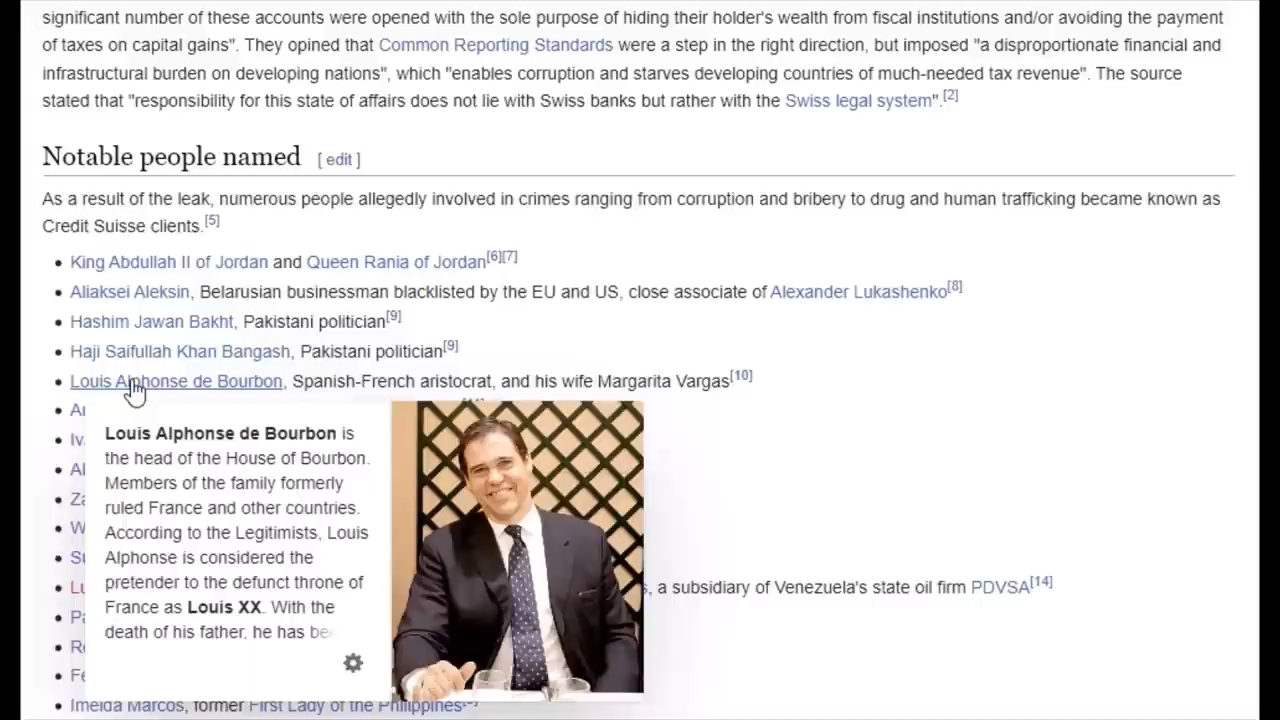 significant number of these accounts were opened with the sole purpose of hiding their holder's wealth from fiscal institutions and/or avoiding the payment
of taxes on capital gains". They opined that Common Reporting Standards were a step in the right direction, but imposed "a disproportionate financial and
infrastructural burden on developing nations", which "enables corruption and starves developing countries of much-needed tax revenue". The source
stated that "responsibility for this state of affairs does not lie with Swiss banks but rather with the Swiss legal system".[2]
Notable people named [ edit ]
As a result of the leak, numerous people allegedly involved in crimes ranging from corruption and bribery to drug and human trafficking became known as
Credit Suisse clients.[5]
King Abdullah II of Jordan and Queen Rania of Jordan[6][7]
Aliaksei Aleksin, Belarusian businessman blacklisted by the EU and US, close associate of Alexander Lukashenko[8]
Hashim Jawan Bakht, Pakistani politician[9]
Haji Saifullah Khan Bangash, Pakistani politician[9]
Louis Alphonse de Bourbon, Spanish-French aristocrat, and his wife Margarita Vargas[10]
Louis Alphonse de Bourbon is
the head of the House of Bourbon.
Members of the family formerly
ruled France and other countries.
According to the Legitimists, Louis
Alphonse is considered the
pretender to the defunct throne of
France as Louis XX. With the
death of his father, he has be
Iv
Za
W
Su
Lu
, a subsidiary of Venezuela's state oil firm PDVSA[14]
Pa
Fe
Imelda Marcos, former First Lady of the Philippines